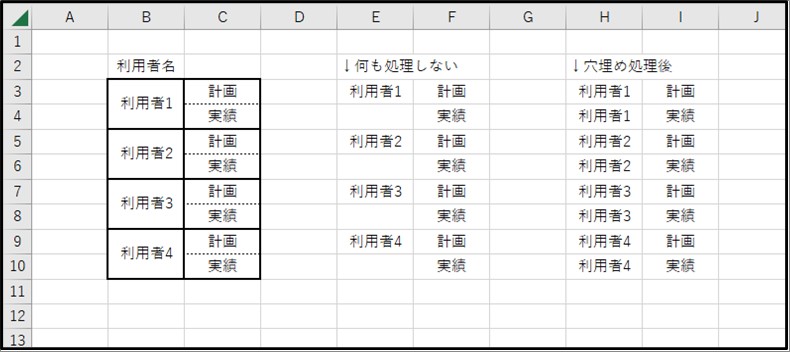 A B C D E F G H I J
1
2 利用者名 ↓何も処理しない ↓穴埋め処理後
3 利用者1 計画 利用者1 計画 利用者1 計画
4 実績 実績 利用者1 実績
5 利用者2 計画 利用者2 計画 利用者2 計画
6 実績 実績 利用者2 実績
7 利用者3 計画 利用者3 計画 利用者3 計画
8 実績 実績 利用者3 実績
9 利用者4 計画 利用者4 計画 利用者4 計画
10 実績 実績 利用者4 実績
11
12
13